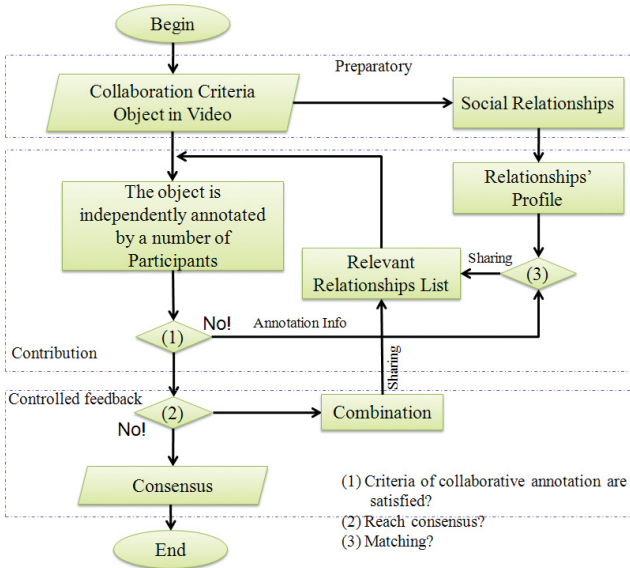 Begin
Preparatory
Collaboration Criteria
Object in Video
Social Relationships
The object is
independently annotated
by a number of
Participants
Relationships'
Profile
Relevant
Relationships List
Sharing
(3)
(1)
No!
Annotation Info
Contribution
Sharing
Controlled feedback
(2)
No!
Combination
Consensus
(1) Criteria of collaborative annotation are
satisfied?
(2) Reach consensus?
(3) Matching?
End